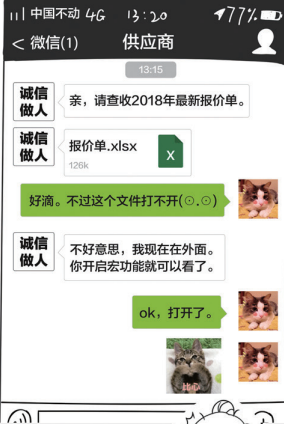 中国不动 4G 13:20 77%
< 微信(1) 供应商
13:15
诚信
做人
亲，请查收2018年最新报价单。
诚信
做人
报价单.xlsx
126k
X
好滴。不过这个文件打不开(⊙.⊙)
诚信
做人
不好意思，我现在在外面。
你开启宏功能就可以看了。
ok，打开了。
比心